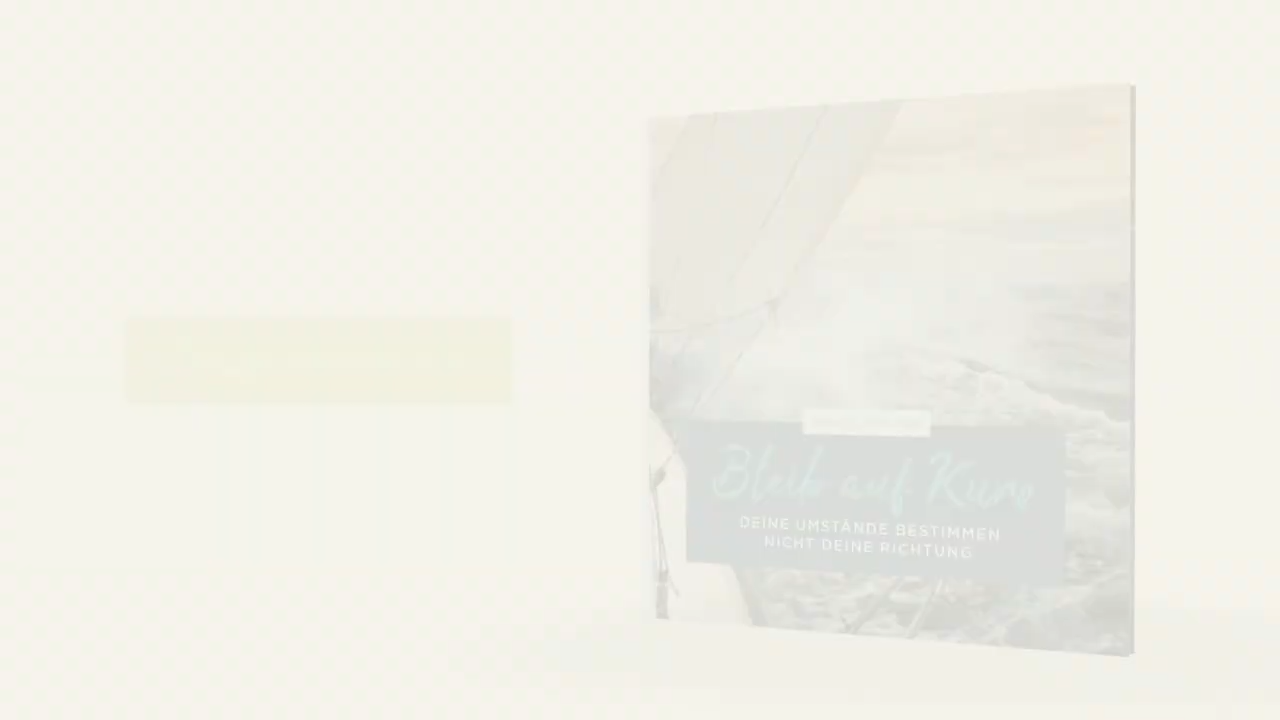 Bleib auf Kurs
DEINE UMSTÄNDE BESTIMMEN
NICHT DEINE RICHTUNG